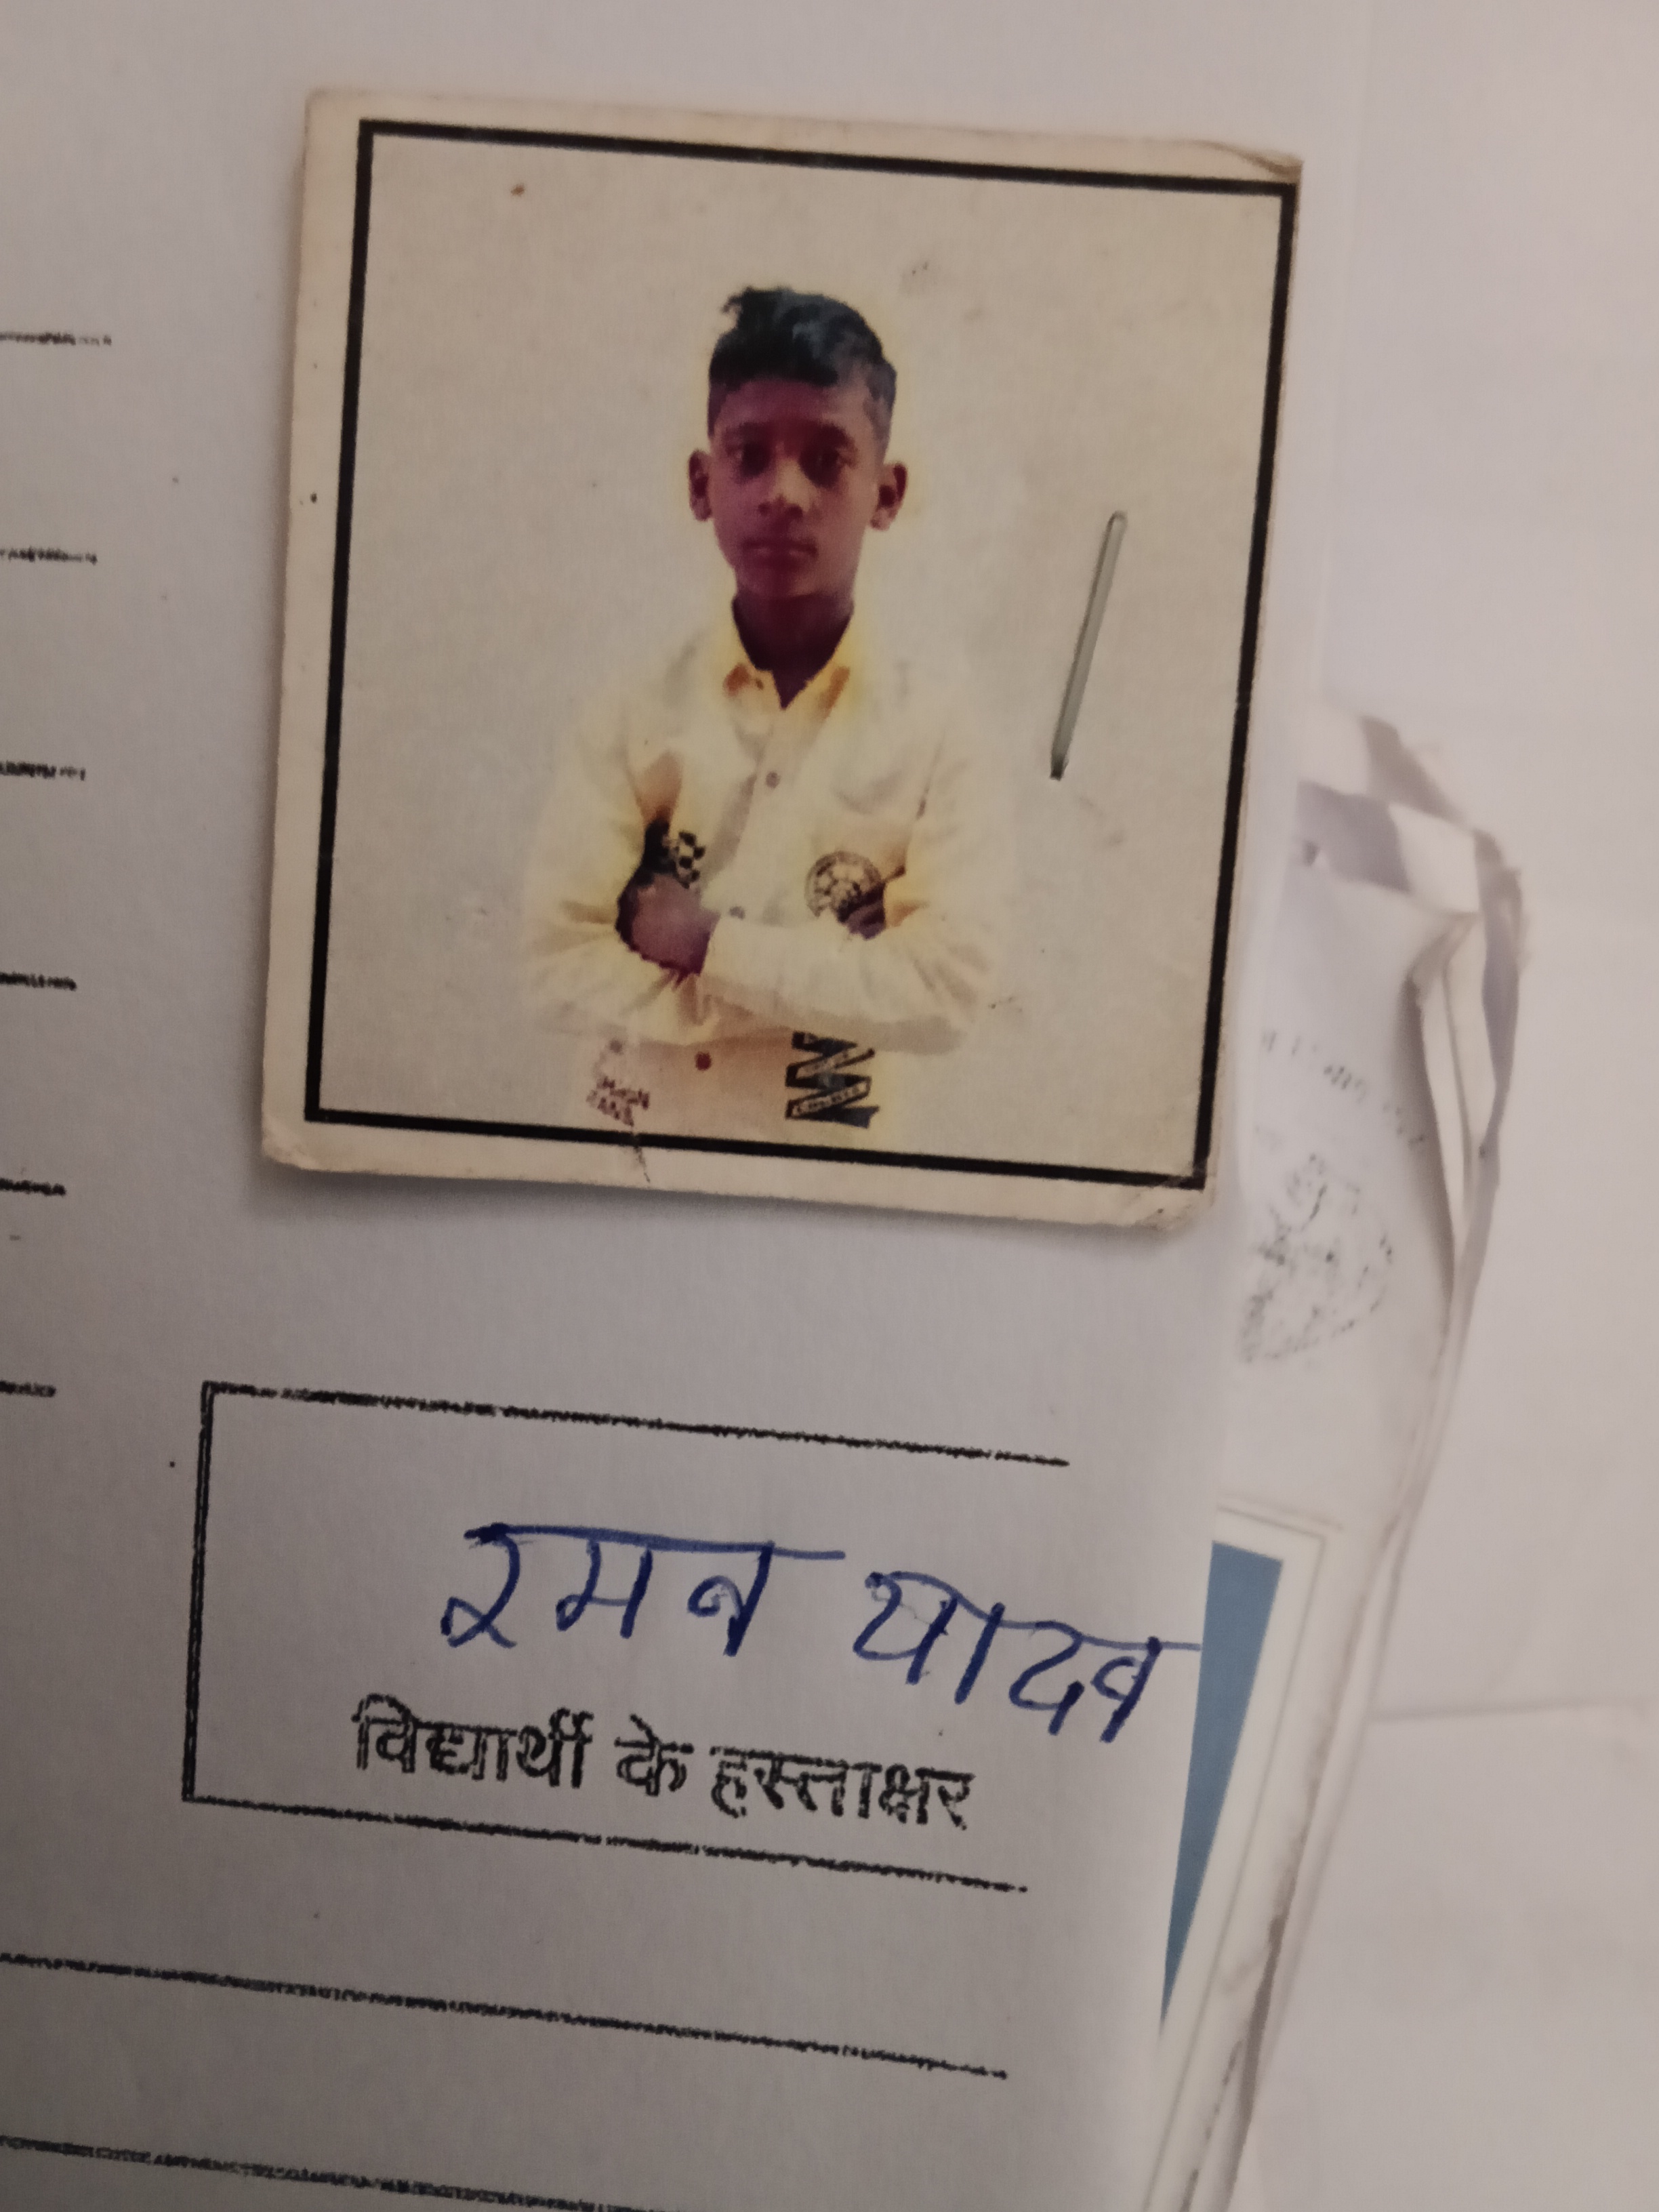 रमन यादव
विद्यार्थी के हस्ताक्षर